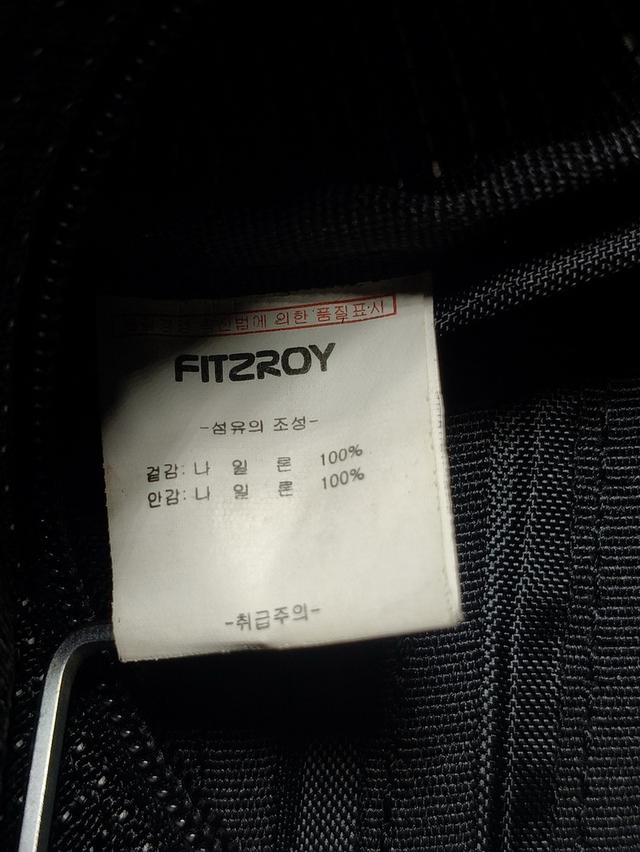 법에 의한 품질표시
FITZROY
-섬유의 조성-
겉감: 나 일 론 100%
안감: 나 일 론 100%
-취급주의-